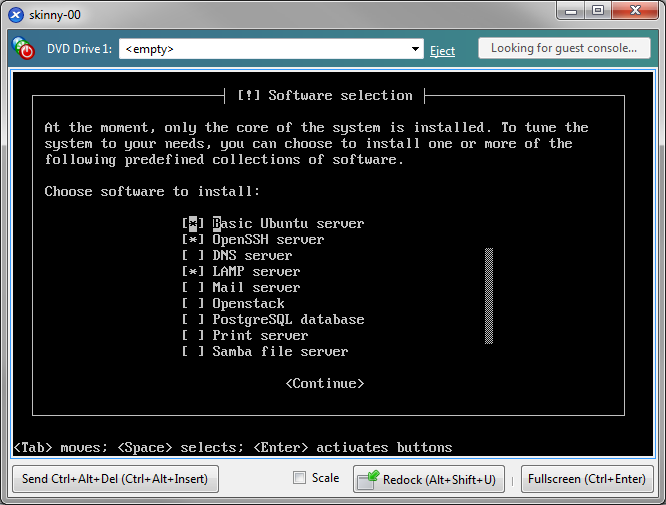 skinny-00
DVD Drive 1: <empty> Eject Looking for guest console...
[!] Software selection
At the moment, only the core of the system is installed. To tune the
system to your needs, you can choose to install one or more of the
following predefined collections of software.
Choose software to install:
[*] Basic Ubuntu server
[*] OpenSSH server
[ ] DNS server
[*] LAMP server
[ ] Mail server
[ ] Openstack
[ ] PostgreSQL database
[ ] Print server
[ ] Samba file server
<Continue>
<Tab> moves; <Space> selects; <Enter> activates buttons
Send Ctrl+Alt+Del (Ctrl+Alt+Insert) Scale Redock (Alt+Shift+U) Fullscreen (Ctrl+Enter)